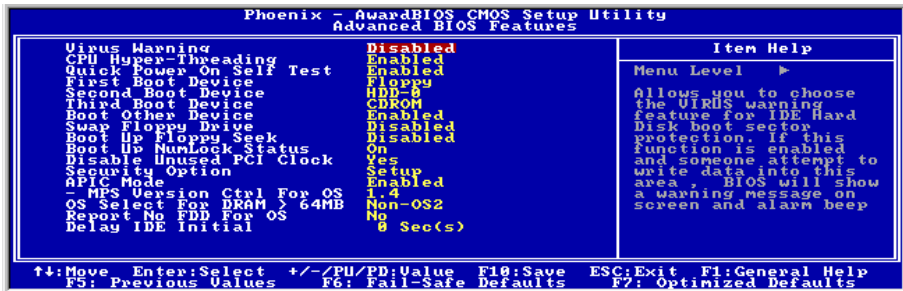 Phoenix - AwardBIOS CMOS Setup Utility
Advanced BIOS Features
Virus Warning Disabled
CPU Hyper-Threading Enabled
Quick Power On Self Test Enabled
First Boot Device Floppy
Second Boot Device HDD-0
Third Boot Device CDROM
Boot Other Device Enabled
Swap Floppy Drive Disabled
Boot Up Floppy Seek Disabled
Boot Up NumLock Status On
Disable Unused PCI Clock Yes
Security Option Setup
APIC Mode Enabled
- MPS Version Ctrl For OS 1.4
OS Select For DRAM > 64MB Non-OS2
Report No FDD For OS No
Delay IDE Initial 0 Sec(s)
Item Help
Menu Level ►
Allows you to choose
the VIRUS warning
feature for IDE Hard
Disk boot sector
protection. If this
function is enabled
and someone attempt to
write data into this
area , BIOS will show
a warning message on
screen and alarm beep
↑↓:Move Enter:Select +/-/PU/PD:Value F10:Save ESC:Exit F1:General Help
F5: Previous Values F6: Fail-Safe Defaults F7: Optimized Defaults